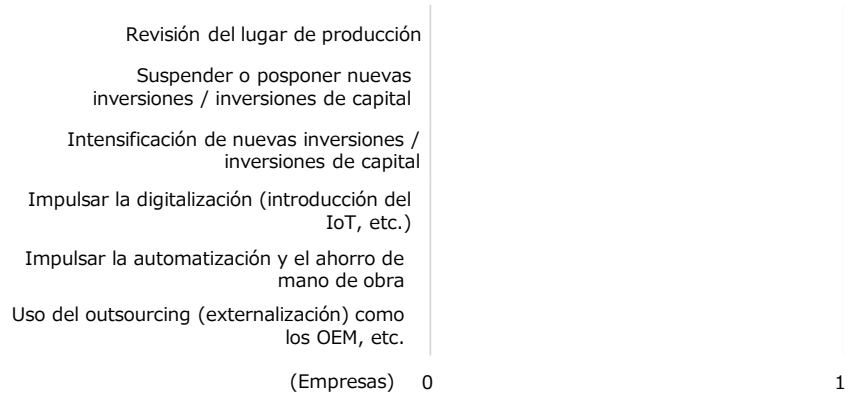 Revisión del lugar de producción
Suspender o posponer nuevas
inversiones / inversiones de capital
Intensificación de nuevas inversiones /
inversiones de capital
Impulsar la digitalización (introducción del
IoT, etc.)
Impulsar la automatización y el ahorro de
mano de obra
Uso del outsourcing (externalización) como
los OEM, etc.
(Empresas) 0 1